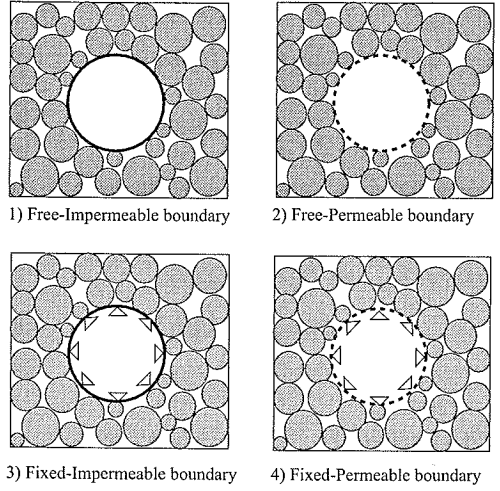 1) Free-Impermeable boundary
2) Free-Permeable boundary
3) Fixed-Impermeable boundary
4) Fixed-Permeable boundary